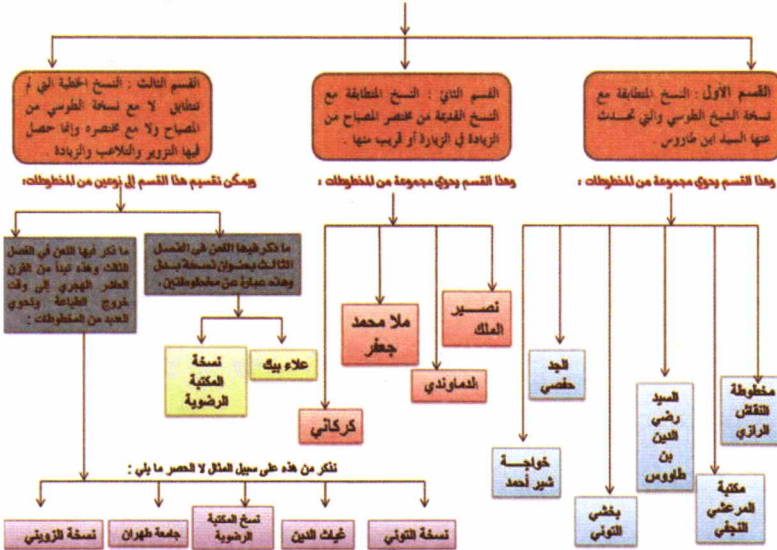 القسم الأول : النسخ المتطابقة مع
نسخة الشيخ الطوسي والتي تحدث
عنها السيد ابن طاروس .
القسم الثاني : النسخ المتطابقة مع
النسخ القديمة من مختصر المصباح من
الزيادة في الزيارة أو قريب منها .
القسم الثالث : النسخ الخطية التي لم
تتطابق لا مع نسخة الطوسي من
المصباح ولا مع مختصره وإنما حصل
فيها التزوير والتلاعب والزيادة .
وهذا القسم يحوي مجموعة من المخطوطات :
وهذا القسم يحوي مجموعة من المخطوطات :
ويمكن تقسيم هذا القسم إلى نوعين من المخطوطات:
مخطوطة
النقاش
الرازي
مكتبة
المرعشي
النجفي
السيد
رضي
الدين
بن
طاووس
بخشي
التوني
الجد
حفصي
خواجة
شير أحمد
نصير
الملك
الدماوندي
ملا محمد
جعفر
كركاني
ما ذكر فيها اللعن في الفصل
الثالث بعنوان نسخة بدل
وهذه عبارة عن مخطوطتين .
علاء بيك
نسخة
المكتبة
الرضوية
ما ذكر فيها اللعن في الفصل
الثالث وهذه تبدأ من القرن
العاشر الهجري إلى وقت
خروج الطباعة وتحوي
العديد من المخطوطات :
نذكر من هذه على سبيل المثال لا الحصر ما يلي :
نسخة التوني
غياث الدين
نسخ المكتبة
الرضوية
جامعة طهران
نسخة الزويني